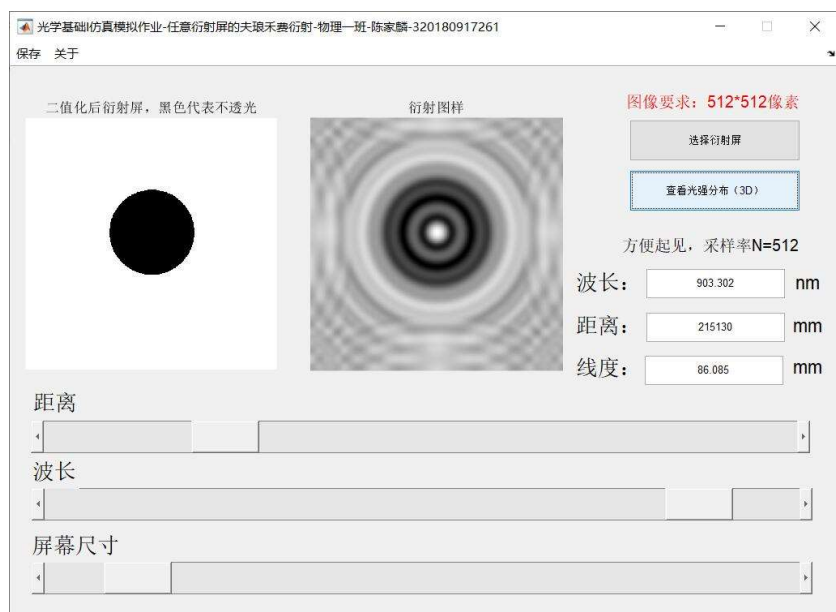 光学基础I仿真模拟作业-任意衍射屏的夫琅禾费衍射-物理一班-陈家麟-320180917261
保存 关于
二值化后衍射屏，黑色代表不透光
衍射图样
图像要求：512*512像素
选择衍射屏
查看光强分布（3D）
方便起见，采样率N=512
波长： 903.302 nm
距离： 215130 mm
线度： 86.085 mm
距离
波长
屏幕尺寸